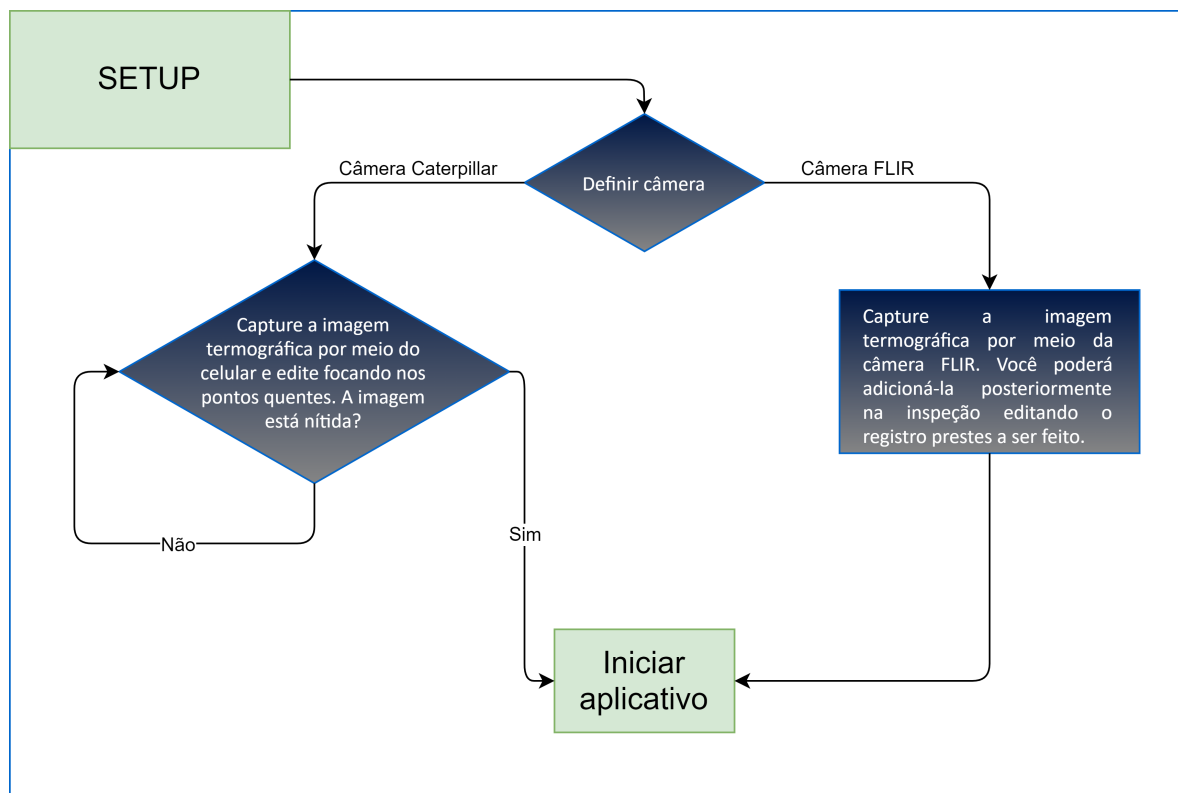 SETUP
Câmera Caterpillar
Câmera FLIR
Definir câmera
Capture a imagem
termográfica por meio do
celular e edite focando nos
pontos quentes. A imagem
está nítida?
Capture a imagem
termográfica por meio da
câmera FLIR. Você poderá
adicioná-la posteriormente
na inspeção editando o
registro prestes a ser feito.
Não
Sim
Iniciar
aplicativo